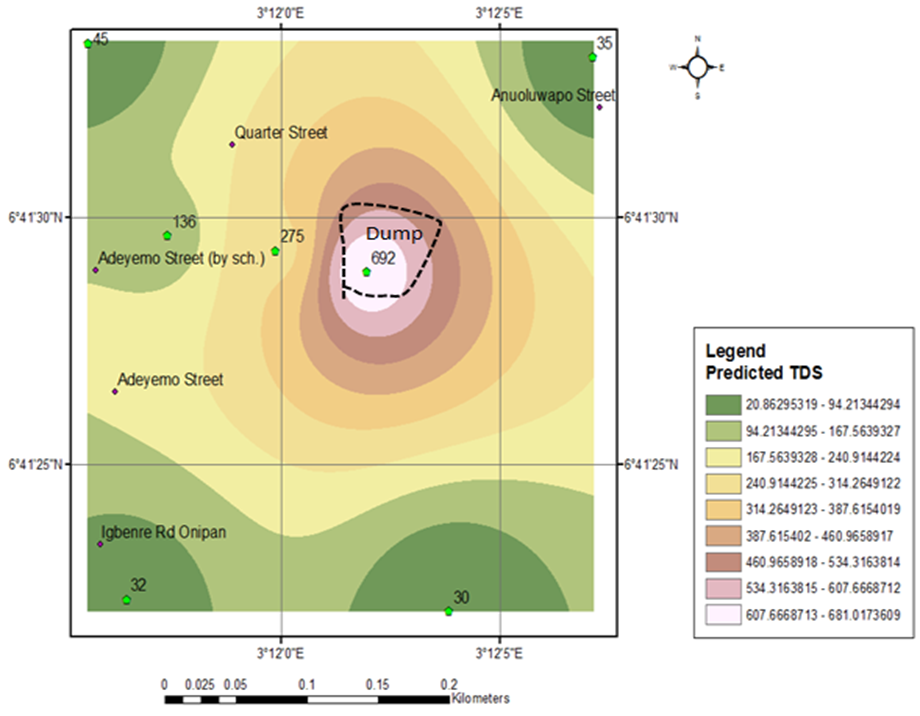 3°12'0"E 3°12'5"E
45
35
N
W E
S
Anuoluwapo Street
Quarter Street
6°41'30"N 6°41'30"N
136
275
Dump
692
Adeyemo Street (by sch.)
Adeyemo Street
6°41'25"N 6°41'25"N
Igbenre Rd Onipan
32
30
3°12'0"E 3°12'5"E
0 0.025 0.05 0.1 0.15 0.2
Kilometers
Legend
Predicted TDS
20.86295319 - 94.21344294
94.21344295 - 167.5639327
167.5639328 - 240.9144224
240.9144225 - 314.2649122
314.2649123 - 387.6154019
387.615402 - 460.9658917
460.9658918 - 534.3163814
534.3163815 - 607.6668712
607.6668713 - 681.0173609